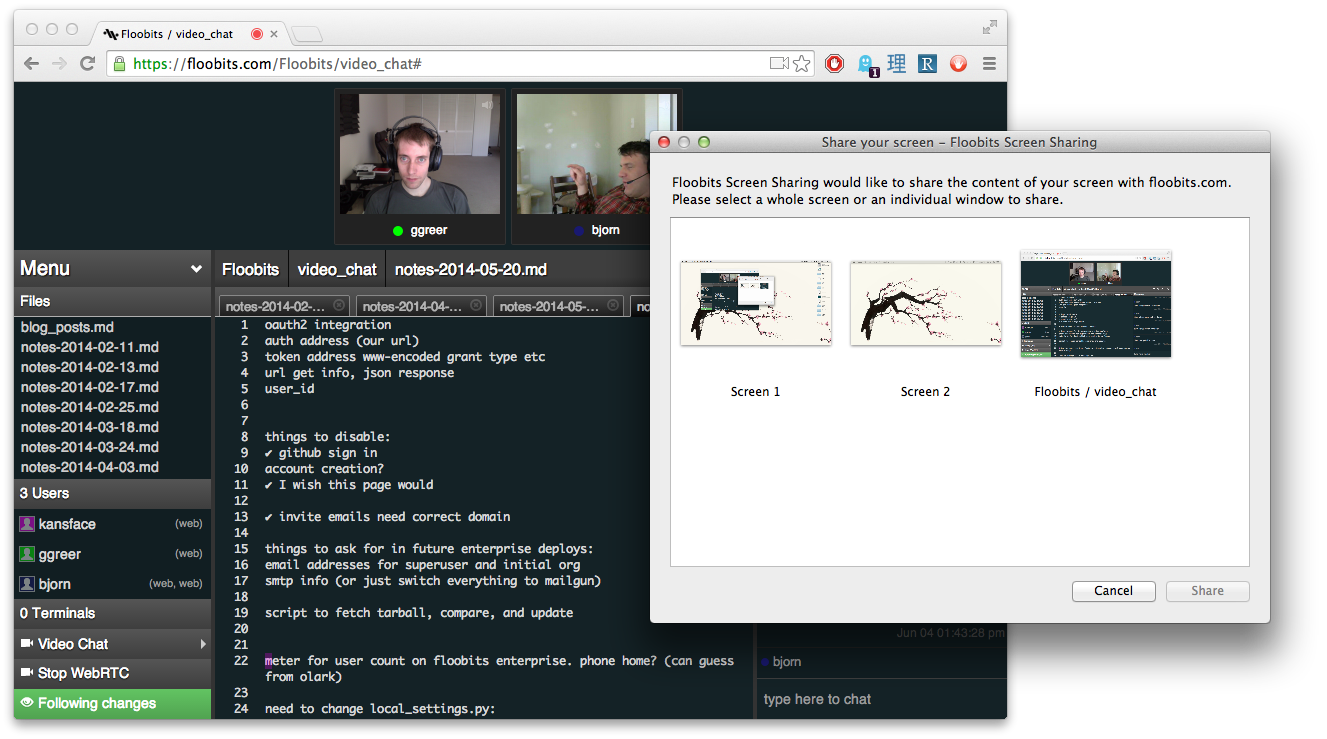 Floobits / video_chat
https://floobits.com/Floobits/video_chat#
理
R
1
ggreer
bjorn
Menu
Floobits
video_chat
notes-2014-05-20.md
Files
notes-2014-02-...
notes-2014-04-...
notes-2014-05-...
no
blog_posts.md
notes-2014-02-11.md
notes-2014-02-13.md
notes-2014-02-17.md
notes-2014-02-25.md
notes-2014-03-18.md
notes-2014-03-24.md
notes-2014-04-03.md
3 Users
kansface (web)
ggreer (web)
bjorn (web, web)
0 Terminals
Video Chat
Stop WebRTC
Following changes
1 oauth2 integration
2 auth address (our url)
3 token address www-encoded grant type etc
4 url get info, json response
5 user_id
6
7
8 things to disable:
9 ✔ github sign in
10 account creation?
11 ✔ I wish this page would
12
13 ✔ invite emails need correct domain
14
15 things to ask for in future enterprise deploys:
16 email addresses for superuser and initial org
17 smtp info (or just switch everything to mailgun)
18
19 script to fetch tarball, compare, and update
20
21
22 meter for user count on floobits enterprise. phone home? (can guess
from olark)
23
24 need to change local_settings.py:
Jun 04 01:43:28 pm
bjorn
type here to chat
Share your screen – Floobits Screen Sharing
Floobits Screen Sharing would like to share the content of your screen with floobits.com.
Please select a whole screen or an individual window to share.
Screen 1
Screen 2
Floobits / video_chat
Cancel
Share